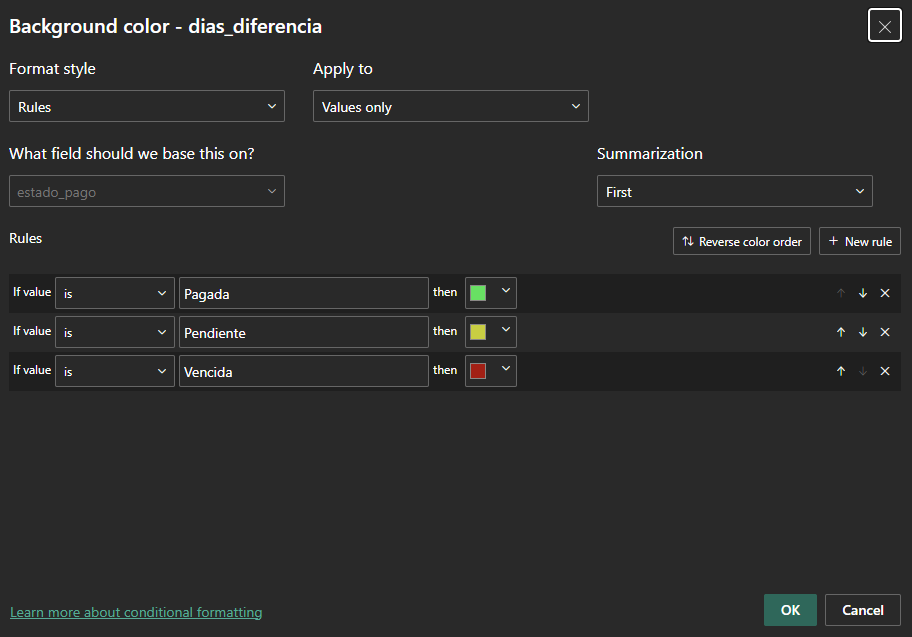 Background color - dias_diferencia
Format style
Apply to
Rules
Values only
What field should we base this on?
Summarization
estado_pago
First
Rules
Reverse color order
+ New rule
If value is Pagada then
If value is Pendiente then
If value is Vencida then
Learn more about conditional formatting
OK
Cancel